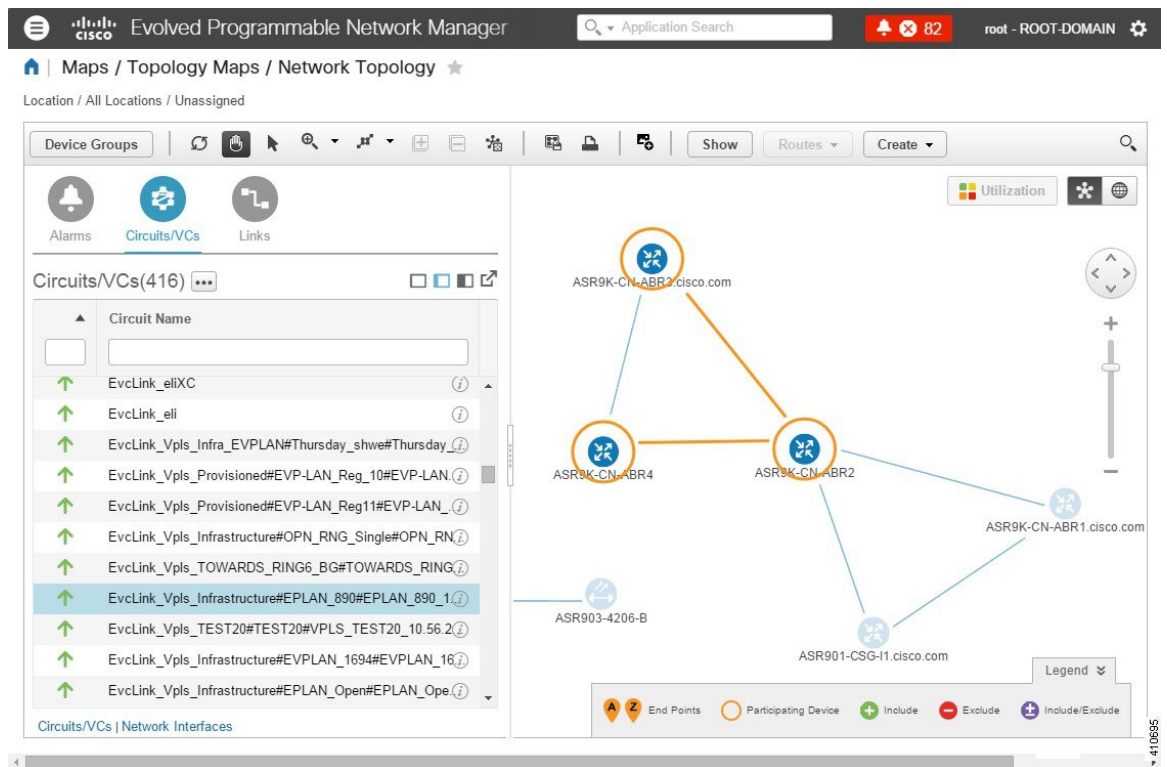 cisco Evolved Programmable Network Manager
Application Search
82
root - ROOT-DOMAIN
Maps / Topology Maps / Network Topology
Location / All Locations / Unassigned
Device Groups
Show
Routes
Create
Alarms
Circuits/VCs
Links
Utilization
Circuits/VCs(416)
Circuit Name
EvcLink_eliXC
EvcLink_eli
EvcLink_Vpls_Infra_EVPLAN#Thursday_shwe#Thursday_
EvcLink_Vpls_Provisioned#EVP-LAN_Reg_10#EVP-LAN.
EvcLink_Vpls_Provisioned#EVP-LAN_Reg11#EVP-LAN_.
EvcLink_Vpls_Infrastructure#OPN_RNG_Single#OPN_RN
EvcLink_Vpls_TOWARDS_RING6_BG#TOWARDS_RING
EvcLink_Vpls_Infrastructure#EPLAN_890#EPLAN_890_1.
EvcLink_Vpls_TEST20#TEST20#VPLS_TEST20_10.56.2
EvcLink_Vpls_Infrastructure#EVPLAN_1694#EVPLAN_16
EvcLink_Vpls_Infrastructure#EPLAN_Open#EPLAN_Ope.
Circuits/VCs | Network Interfaces
ASR9K-CN-ABR3.cisco.com
ASR9K-CN-ABR4
ASR9K-CN-ABR2
ASR9K-CN-ABR1.cisco.com
ASR903-4206-B
ASR901-CSG-I1.cisco.com
Legend
A Z End Points
Participating Device
Include
Exclude
Include/Exclude
410695